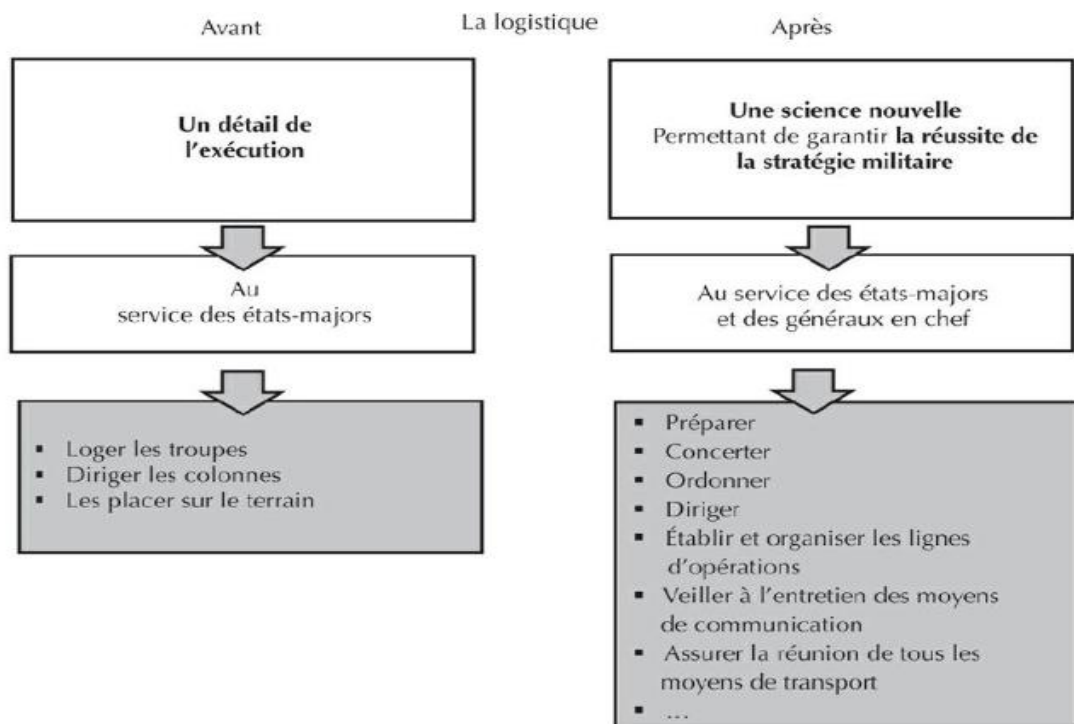 La logistique
Avant
Un détail de
l'exécution
Au
service des états-majors
▪ Loger les troupes
▪ Diriger les colonnes
▪ Les placer sur le terrain
Après
Une science nouvelle
Permettant de garantir la réussite de
la stratégie militaire
Au service des états-majors
et des généraux en chef
▪ Préparer
▪ Concerter
▪ Ordonner
▪ Diriger
▪ Établir et organiser les lignes
d'opérations
▪ Veiller à l'entretien des moyens
de communication
▪ Assurer la réunion de tous les
moyens de transport
▪ ...